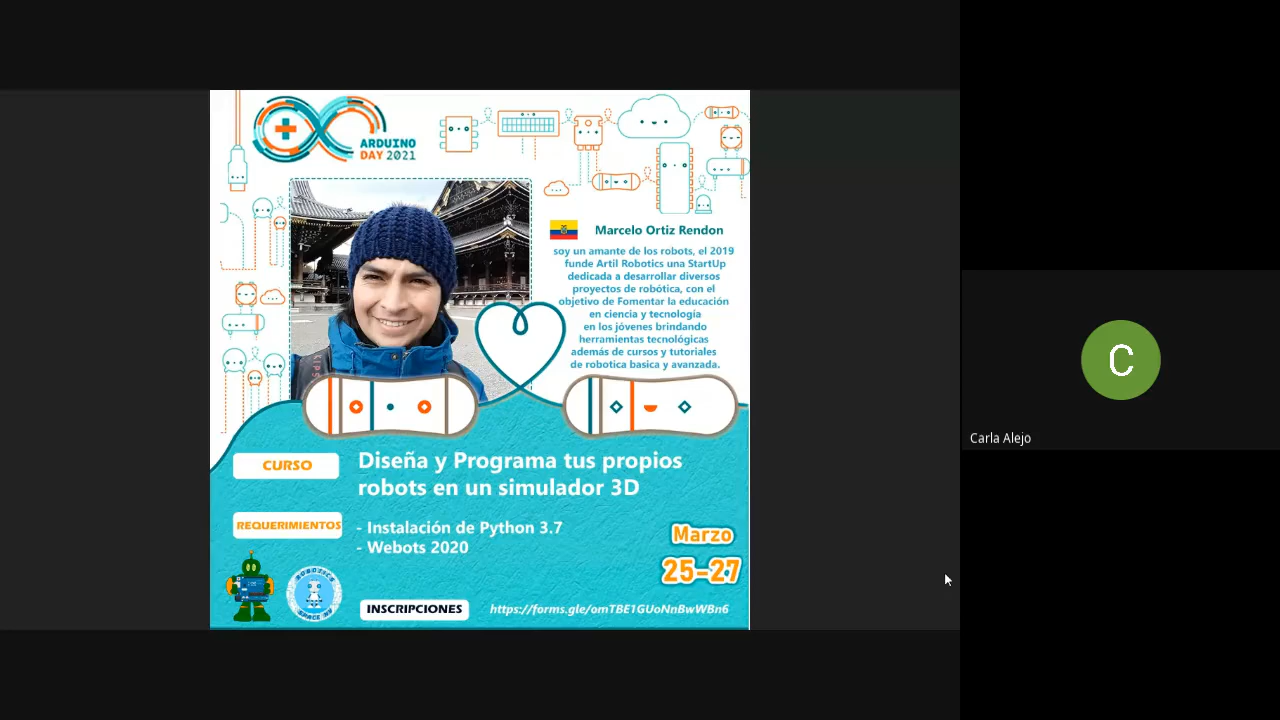 ARDUINO
DAY 2021
Marcelo Ortiz Rendon
soy un amante de los robots, el 2019
funde Artil Robotics una StartUp
dedicada a desarrollar diversos
proyectos de robótica, con el
objetivo de Fomentar la educación
en ciencia y tecnología
en los jóvenes brindando
herramientas tecnológicas
además de cursos y tutoriales
de robotica basica y avanzada.
CURSO
Diseña y Programa tus propios
robots en un simulador 3D
REQUERIMIENTOS
- Instalación de Python 3.7
- Webots 2020
Marzo
25-27
ROBOTICS
INSCRIPCIONES
https://forms.gle/omTBE1GUoNnBwWBn6
C
Carla Alejo